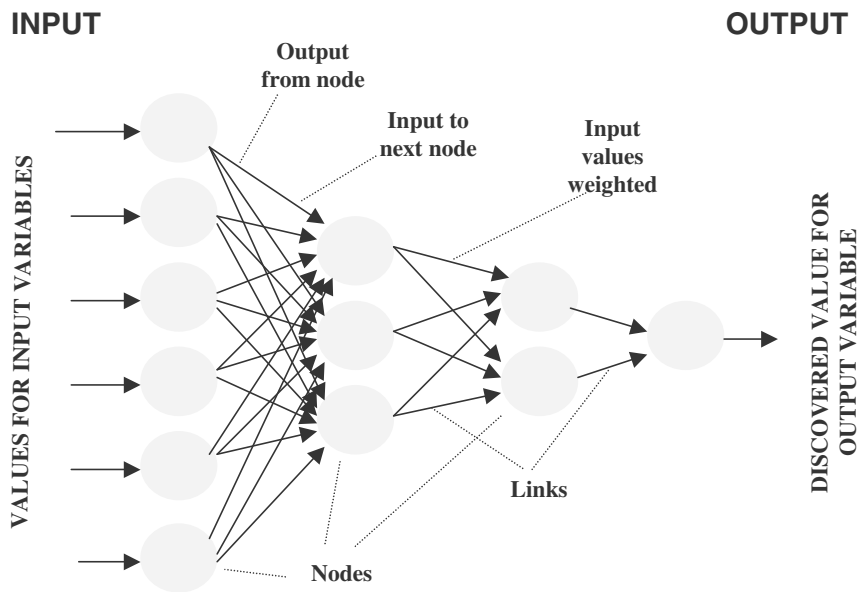 INPUT
OUTPUT
Output
from node
Input to
next node
Input
values
weighted
VALUES FOR INPUT VARIABLES
DISCOVERED VALUE FOR
OUTPUT VARIABLE
Links
Nodes